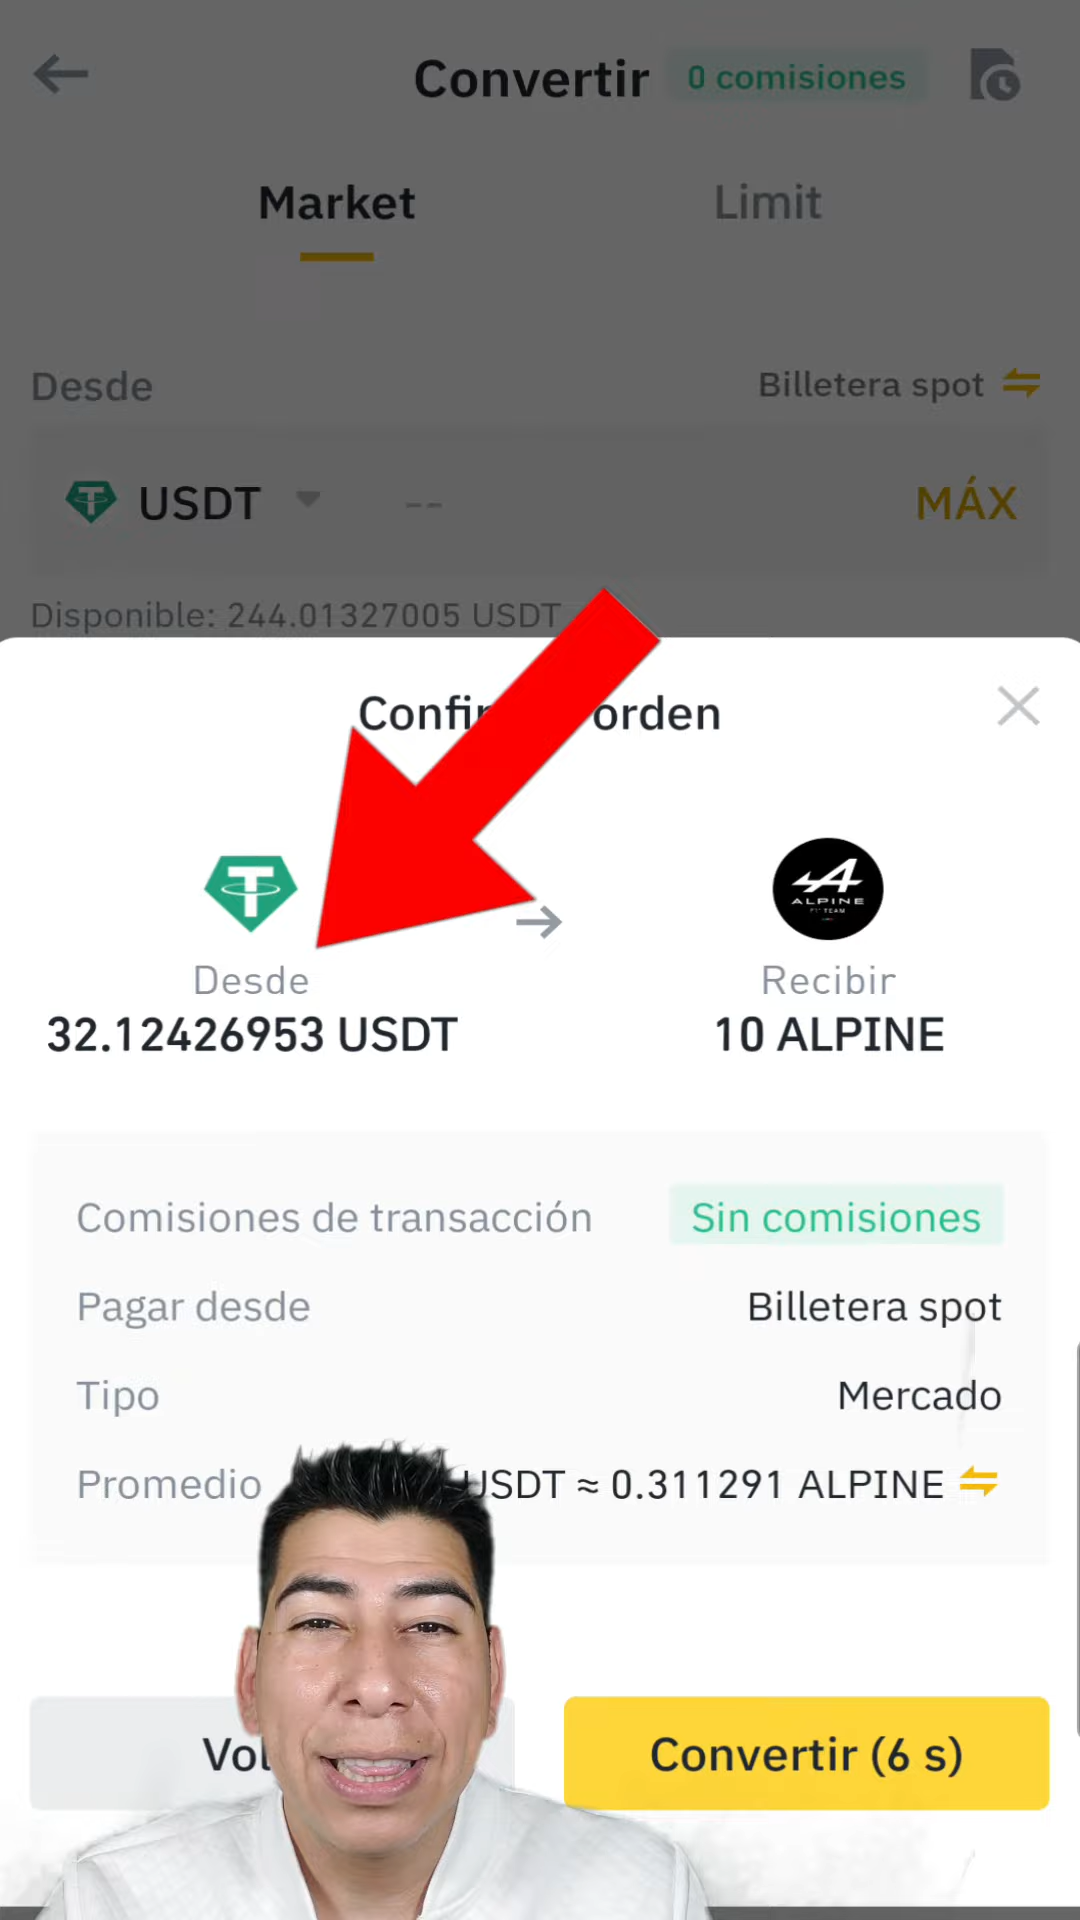 Convertir 0 comisiones
Market Limit
Desde Billetera spot
USDT -- MÁX
Disponible: 244.01327005 USDT
orden
Desde Recibir
32.12426953 USDT 10 ALPINE
ALPINE
F1 TEAM
Comisiones de transacción Sin comisiones
Pagar desde Billetera spot
Tipo Mercado
Promedio USDT ≈ 0.311291 ALPINE
Convertir (6 s)